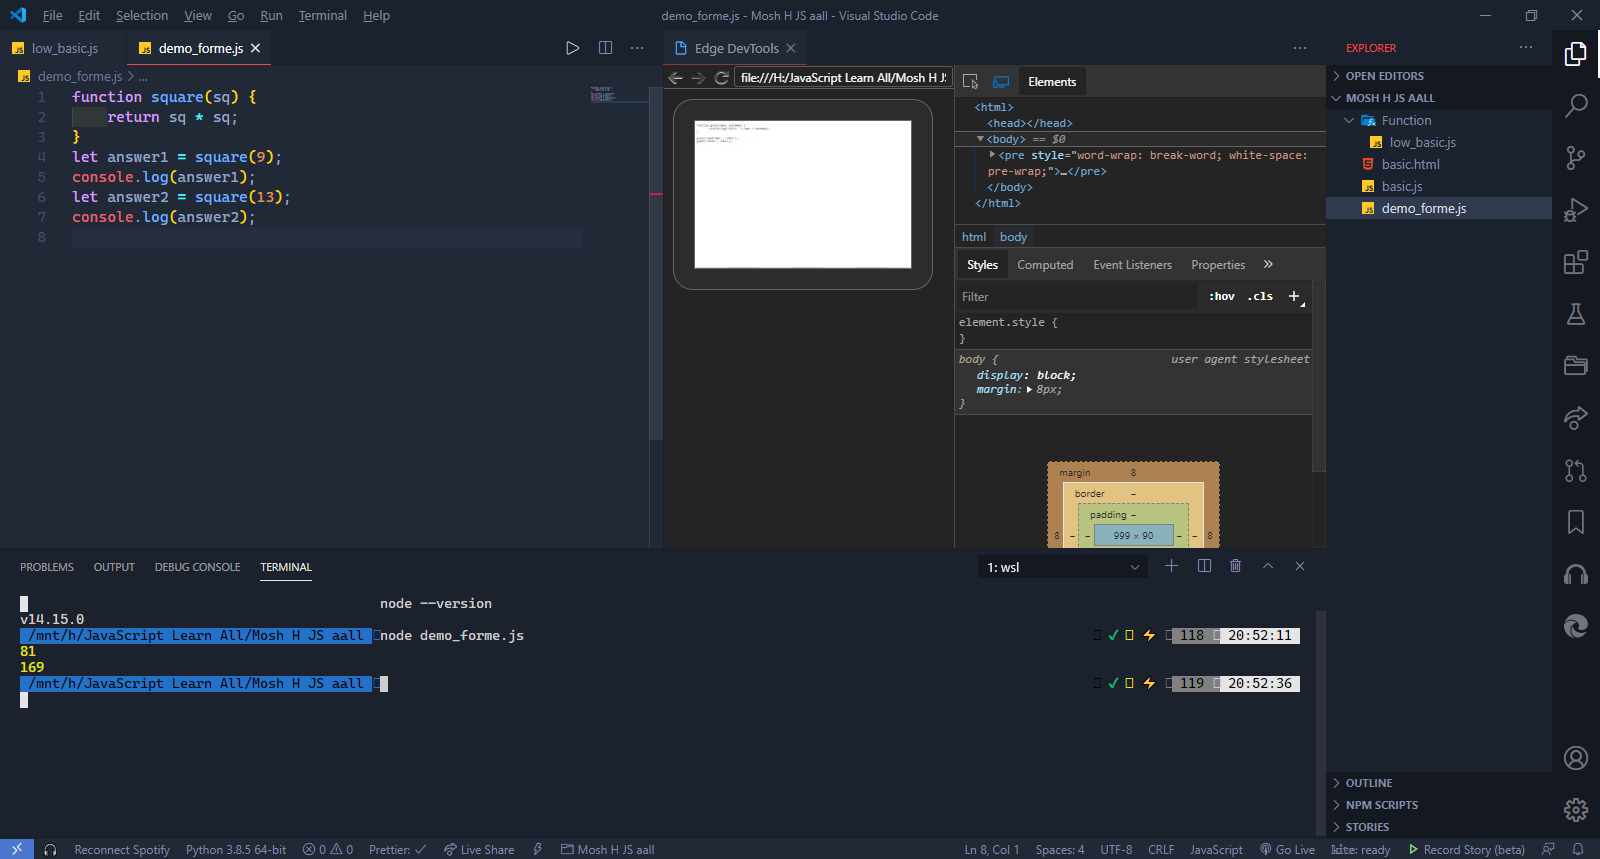 File Edit Selection View Go Run Terminal Help
demo_forme.js - Mosh H JS aall - Visual Studio Code
low_basic.js
demo_forme.js
demo_forme.js > ...
1 function square(sq) {
2 return sq * sq;
3 }
4 let answer1 = square(9);
5 console.log(answer1);
6 let answer2 = square(13);
7 console.log(answer2);
8
Edge DevTools
file:///H:/JavaScript Learn All/Mosh H JS
Elements
<html>
<head></head>
<body> == $0
<pre style="word-wrap: break-word; white-space:
pre-wrap;">…</pre>
</body>
</html>
html body
Styles Computed Event Listeners Properties »
Filter :hov .cls +
element.style {
}
body { user agent stylesheet
display: block;
margin: 8px;
}
margin 8
border –
padding –
8 – – 999 × 90 – – 8
EXPLORER
OPEN EDITORS
MOSH H JS AALL
Function
low_basic.js
basic.html
basic.js
demo_forme.js
OUTLINE
NPM SCRIPTS
STORIES
PROBLEMS OUTPUT DEBUG CONSOLE TERMINAL
1: wsl
node --version
v14.15.0
/mnt/h/JavaScript Learn All/Mosh H JS aall node demo_forme.js 118 20:52:11
81
169
/mnt/h/JavaScript Learn All/Mosh H JS aall 119 20:52:36
Reconnect Spotify Python 3.8.5 64-bit 0 0 Prettier: ✓ Live Share Mosh H JS aall Ln 8, Col 1 Spaces: 4 UTF-8 CRLF JavaScript Go Live kite: ready Record Story (beta)